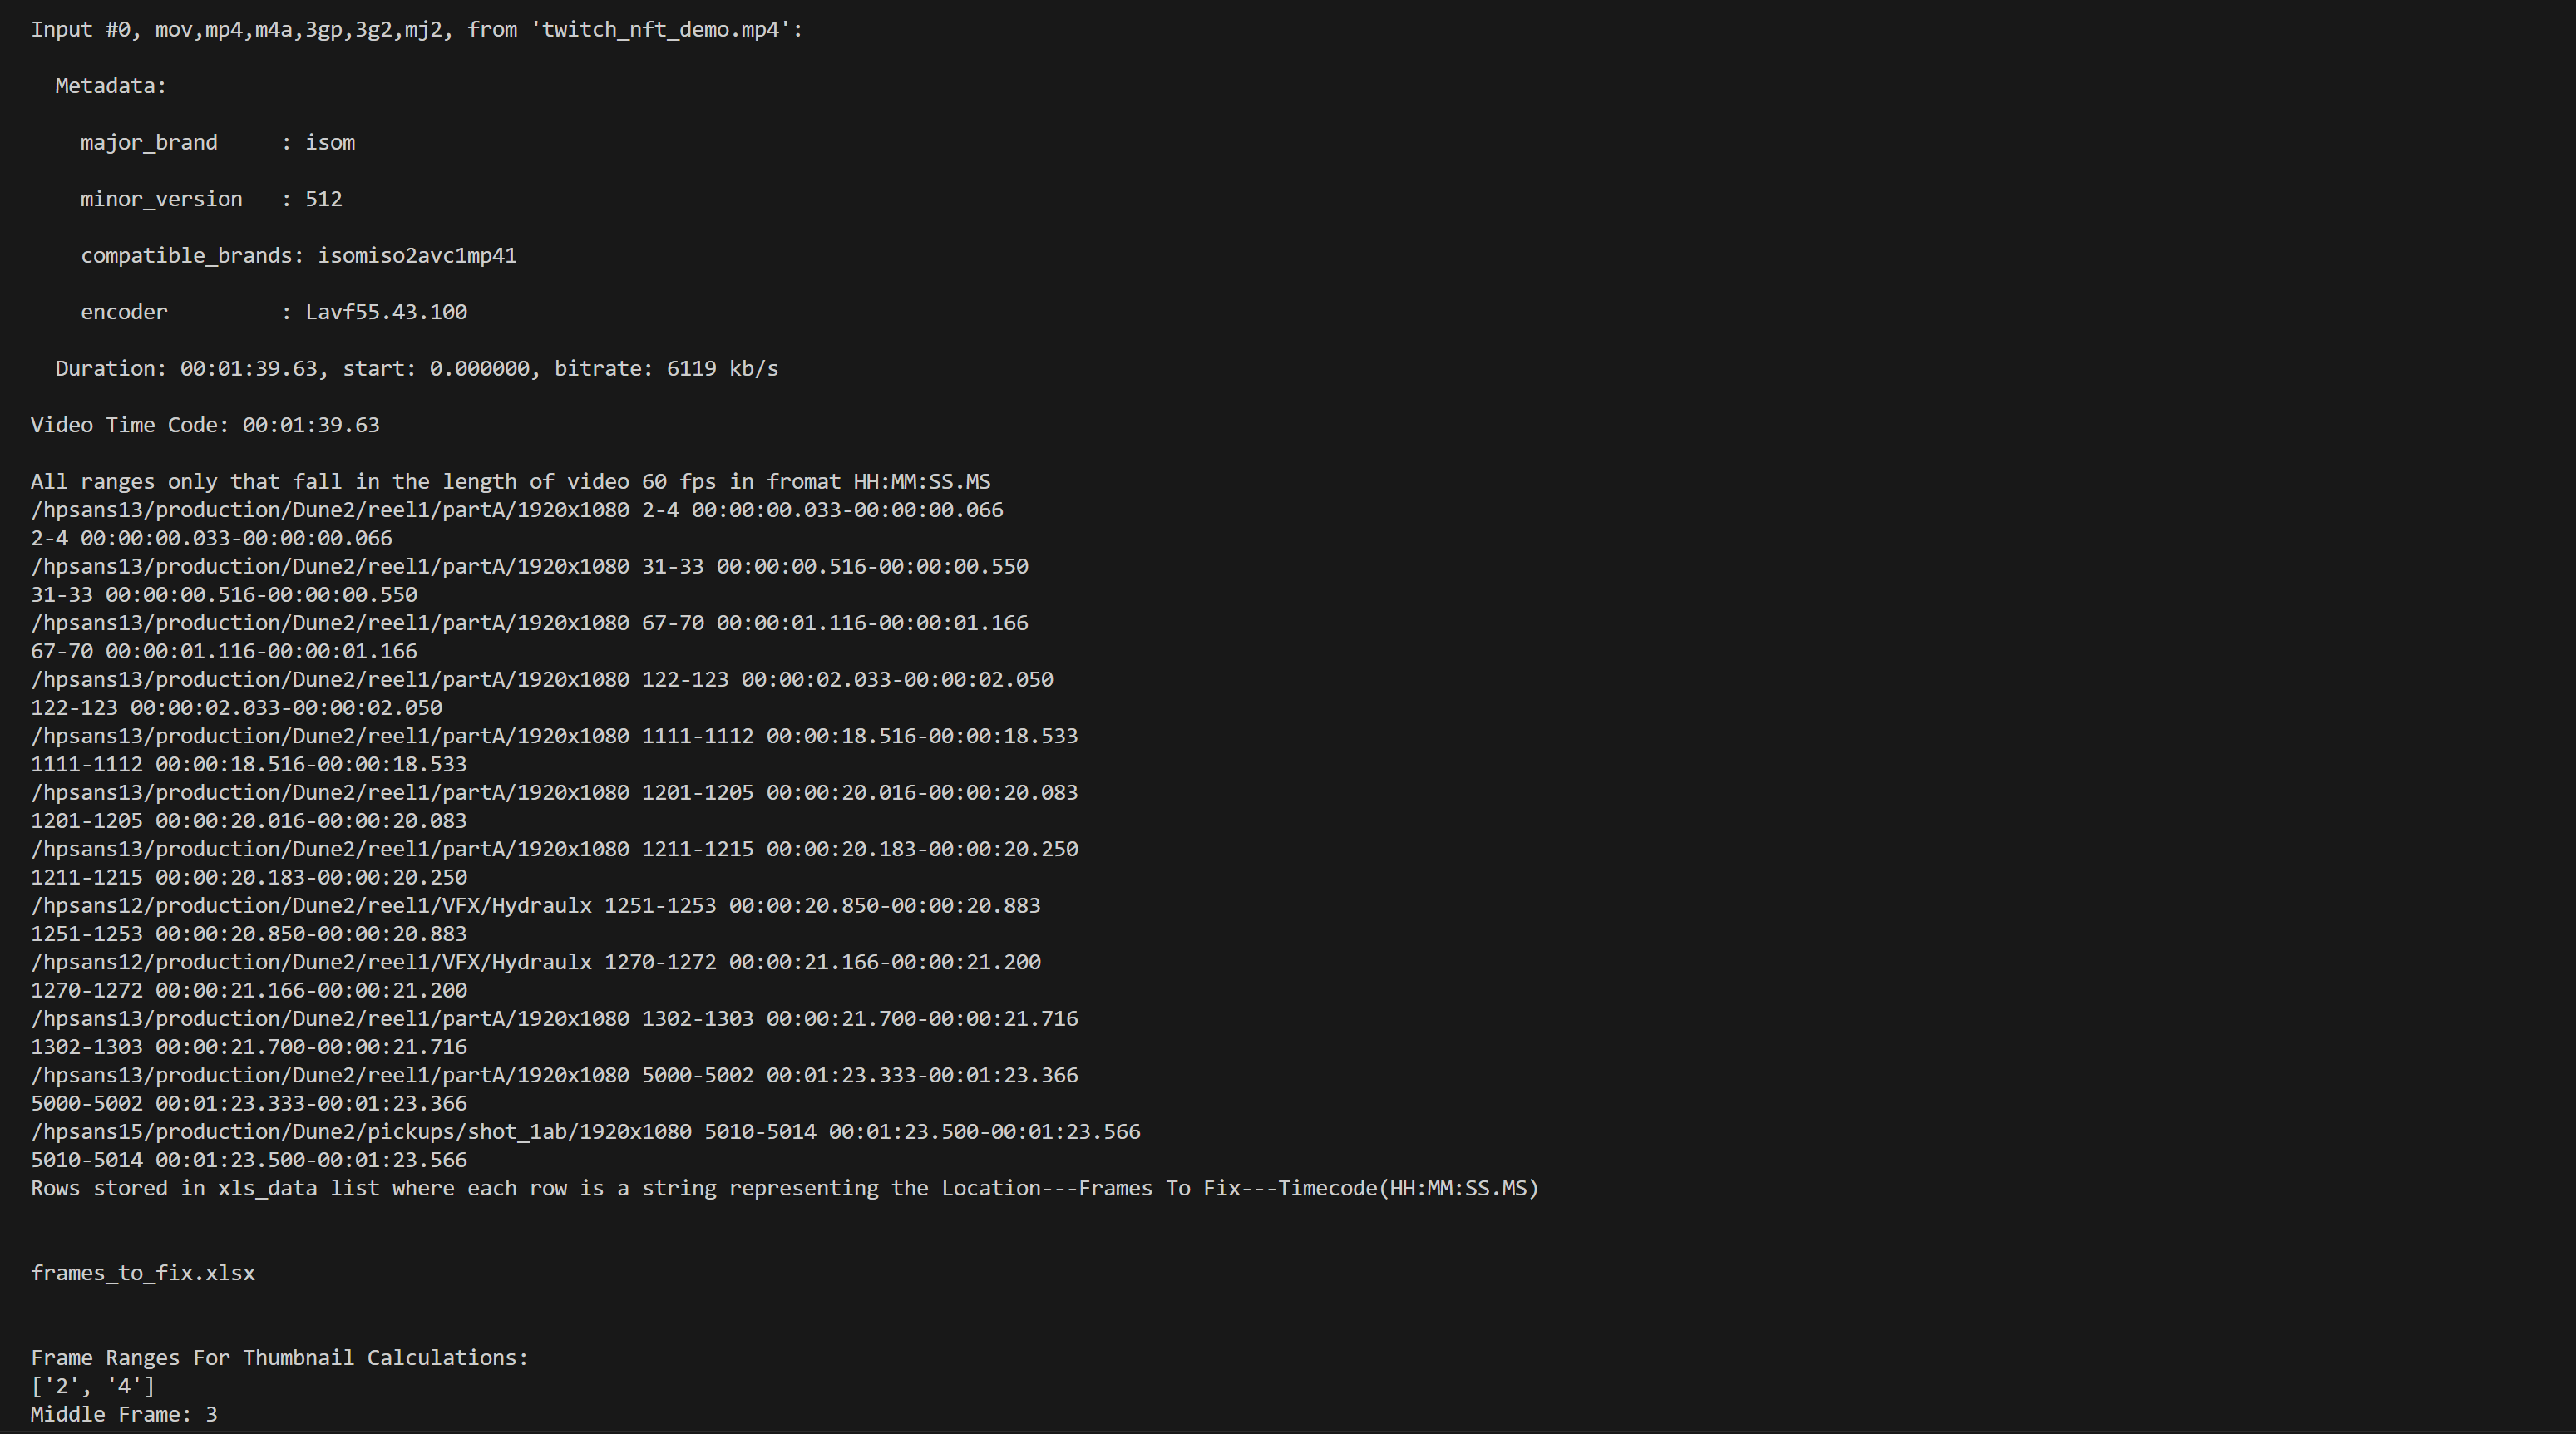 Input #0, mov,mp4,m4a,3gp,3g2,mj2, from 'twitch_nft_demo.mp4':
Metadata:
major_brand     : isom
minor_version   : 512
compatible_brands: isomiso2avc1mp41
encoder         : Lavf55.43.100
Duration: 00:01:39.63, start: 0.000000, bitrate: 6119 kb/s
Video Time Code: 00:01:39.63
All ranges only that fall in the length of video 60 fps in fromat HH:MM:SS.MS
/hpsans13/production/Dune2/reel1/partA/1920x1080 2-4 00:00:00.033-00:00:00.066
2-4 00:00:00.033-00:00:00.066
/hpsans13/production/Dune2/reel1/partA/1920x1080 31-33 00:00:00.516-00:00:00.550
31-33 00:00:00.516-00:00:00.550
/hpsans13/production/Dune2/reel1/partA/1920x1080 67-70 00:00:01.116-00:00:01.166
67-70 00:00:01.116-00:00:01.166
/hpsans13/production/Dune2/reel1/partA/1920x1080 122-123 00:00:02.033-00:00:02.050
122-123 00:00:02.033-00:00:02.050
/hpsans13/production/Dune2/reel1/partA/1920x1080 1111-1112 00:00:18.516-00:00:18.533
1111-1112 00:00:18.516-00:00:18.533
/hpsans13/production/Dune2/reel1/partA/1920x1080 1201-1205 00:00:20.016-00:00:20.083
1201-1205 00:00:20.016-00:00:20.083
/hpsans13/production/Dune2/reel1/partA/1920x1080 1211-1215 00:00:20.183-00:00:20.250
1211-1215 00:00:20.183-00:00:20.250
/hpsans12/production/Dune2/reel1/VFX/Hydraulx 1251-1253 00:00:20.850-00:00:20.883
1251-1253 00:00:20.850-00:00:20.883
/hpsans12/production/Dune2/reel1/VFX/Hydraulx 1270-1272 00:00:21.166-00:00:21.200
1270-1272 00:00:21.166-00:00:21.200
/hpsans13/production/Dune2/reel1/partA/1920x1080 1302-1303 00:00:21.700-00:00:21.716
1302-1303 00:00:21.700-00:00:21.716
/hpsans13/production/Dune2/reel1/partA/1920x1080 5000-5002 00:01:23.333-00:01:23.366
5000-5002 00:01:23.333-00:01:23.366
/hpsans15/production/Dune2/pickups/shot_1ab/1920x1080 5010-5014 00:01:23.500-00:01:23.566
5010-5014 00:01:23.500-00:01:23.566
Rows stored in xls_data list where each row is a string representing the Location---Frames To Fix---Timecode(HH:MM:SS.MS)
frames_to_fix.xlsx
Frame Ranges For Thumbnail Calculations:
['2', '4']
Middle Frame: 3